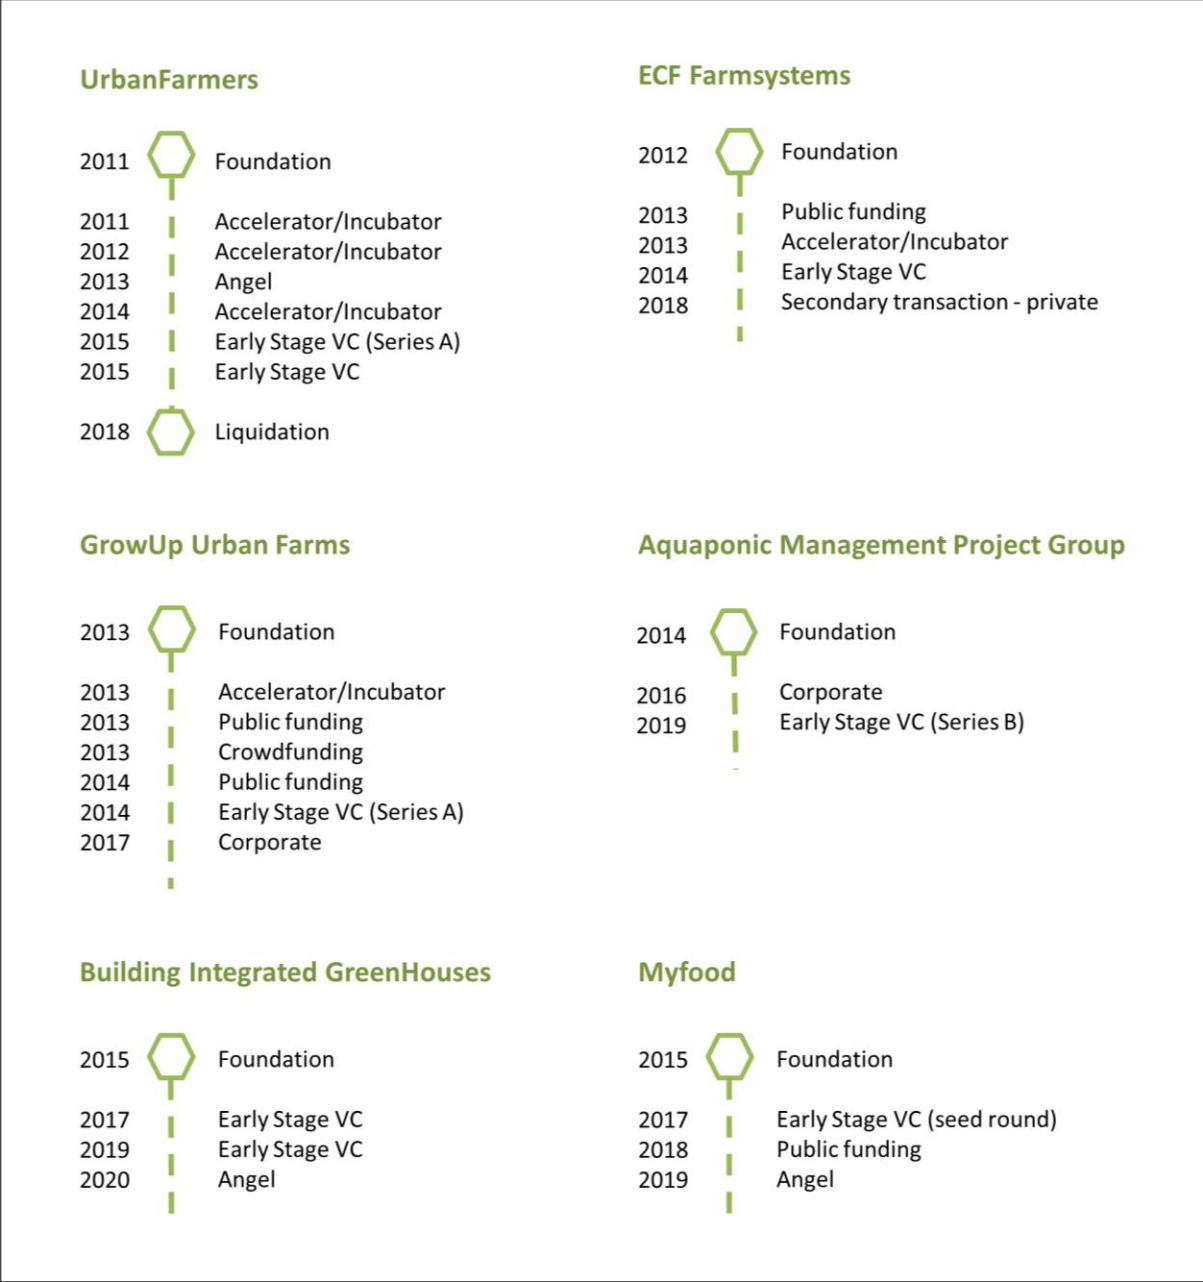 UrbanFarmers
2011 Foundation
2011 Accelerator/Incubator
2012 Accelerator/Incubator
2013 Angel
2014 Accelerator/Incubator
2015 Early Stage VC (Series A)
2015 Early Stage VC
2018 Liquidation
ECF Farmsystems
2012 Foundation
2013 Public funding
2013 Accelerator/Incubator
2014 Early Stage VC
2018 Secondary transaction - private
GrowUp Urban Farms
2013 Foundation
2013 Accelerator/Incubator
2013 Public funding
2013 Crowdfunding
2014 Public funding
2014 Early Stage VC (Series A)
2017 Corporate
Aquaponic Management Project Group
2014 Foundation
2016 Corporate
2019 Early Stage VC (Series B)
Building Integrated GreenHouses
2015 Foundation
2017 Early Stage VC
2019 Early Stage VC
2020 Angel
Myfood
2015 Foundation
2017 Early Stage VC (seed round)
2018 Public funding
2019 Angel